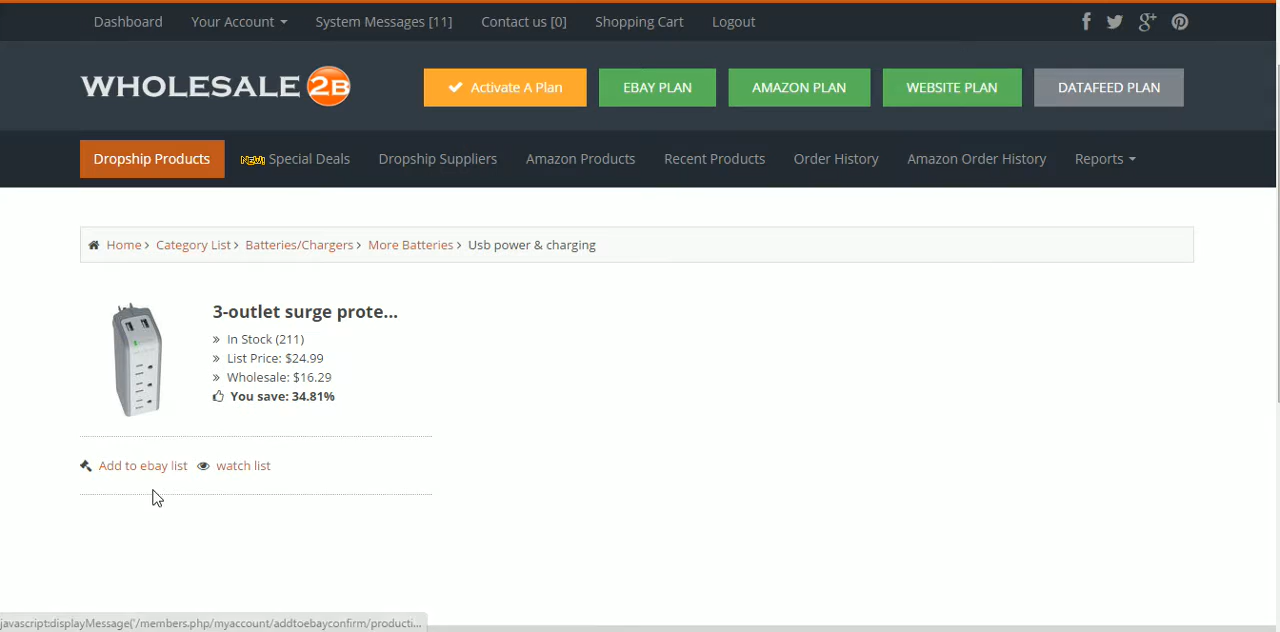 Dashboard Your Account System Messages [11] Contact us [0] Shopping Cart Logout
WHOLESALE 2B Activate A Plan EBAY PLAN AMAZON PLAN WEBSITE PLAN DATAFEED PLAN
Dropship Products NEW! Special Deals Dropship Suppliers Amazon Products Recent Products Order History Amazon Order History Reports
Home › Category List › Batteries/Chargers › More Batteries › Usb power & charging
3-outlet surge prote...
» In Stock (211)
» List Price: $24.99
» Wholesale: $16.29
You save: 34.81%
Add to ebay list watch list
javascript:displayMessage('/members.php/myaccount/addtoebayconfirm/producti...